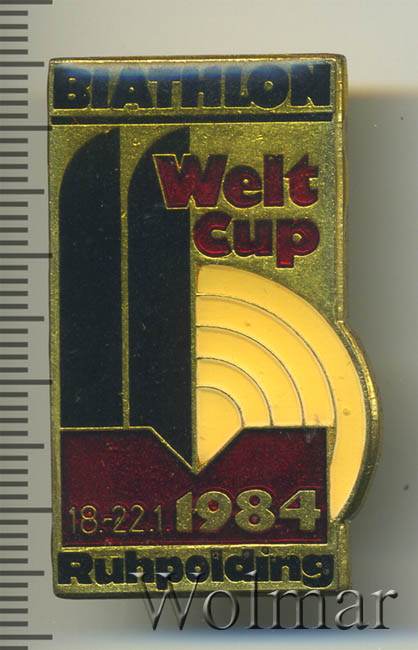 BIATHLON
Welt
Cup
18.-22.1.1984
Ruhpolding
Wolmar